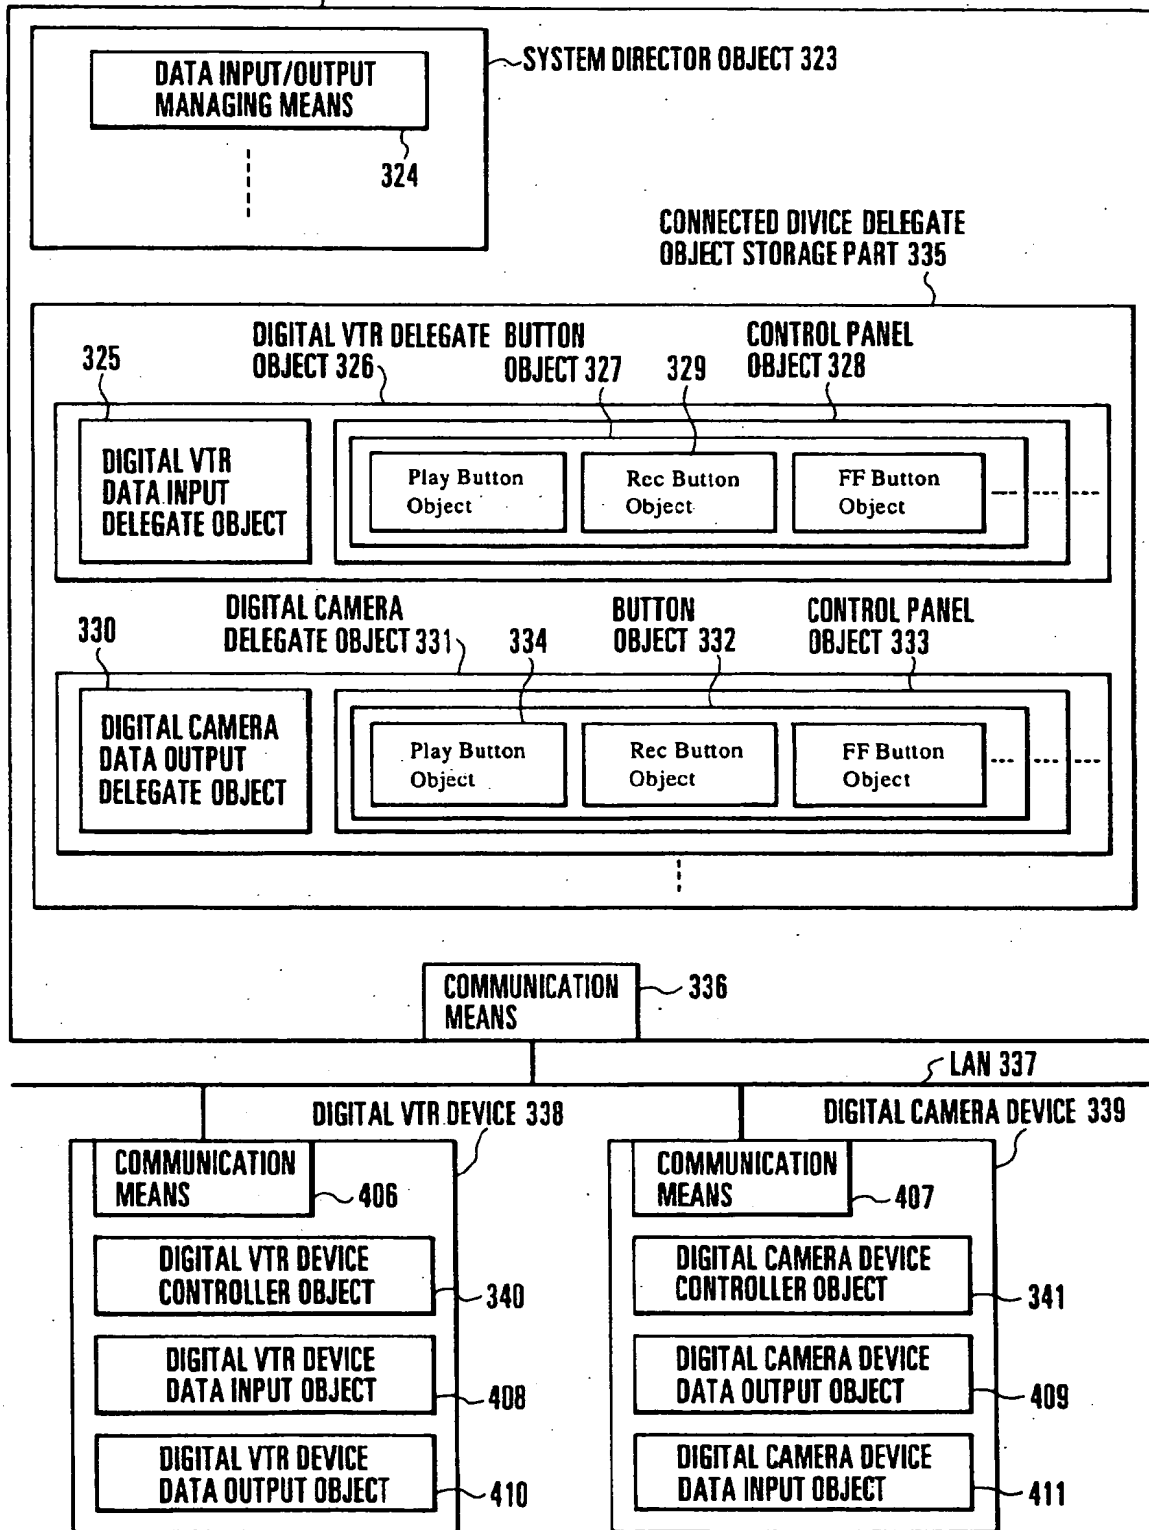 DATA INPUT/OUTPUT
MANAGING MEANS
324
SYSTEM DIRECTOR OBJECT 323
CONNECTED DIVICE DELEGATE
OBJECT STORAGE PART 335
325
DIGITAL VTR DELEGATE
OBJECT 326
BUTTON
OBJECT 327
329
CONTROL PANEL
OBJECT 328
DIGITAL VTR
DATA INPUT
DELEGATE OBJECT
Play Button
Object
Rec Button
Object
FF Button
Object
330
DIGITAL CAMERA
DELEGATE OBJECT 331
334
BUTTON
OBJECT 332
CONTROL PANEL
OBJECT 333
DIGITAL CAMERA
DATA OUTPUT
DELEGATE OBJECT
Play Button
Object
Rec Button
Object
FF Button
Object
COMMUNICATION
MEANS
336
LAN 337
DIGITAL VTR DEVICE 338
DIGITAL CAMERA DEVICE 339
COMMUNICATION
MEANS
406
DIGITAL VTR DEVICE
CONTROLLER OBJECT
340
DIGITAL VTR DEVICE
DATA INPUT OBJECT
408
DIGITAL VTR DEVICE
DATA OUTPUT OBJECT
410
COMMUNICATION
MEANS
407
DIGITAL CAMERA DEVICE
CONTROLLER OBJECT
341
DIGITAL CAMERA DEVICE
DATA OUTPUT OBJECT
409
DIGITAL CAMERA DEVICE
DATA INPUT OBJECT
411